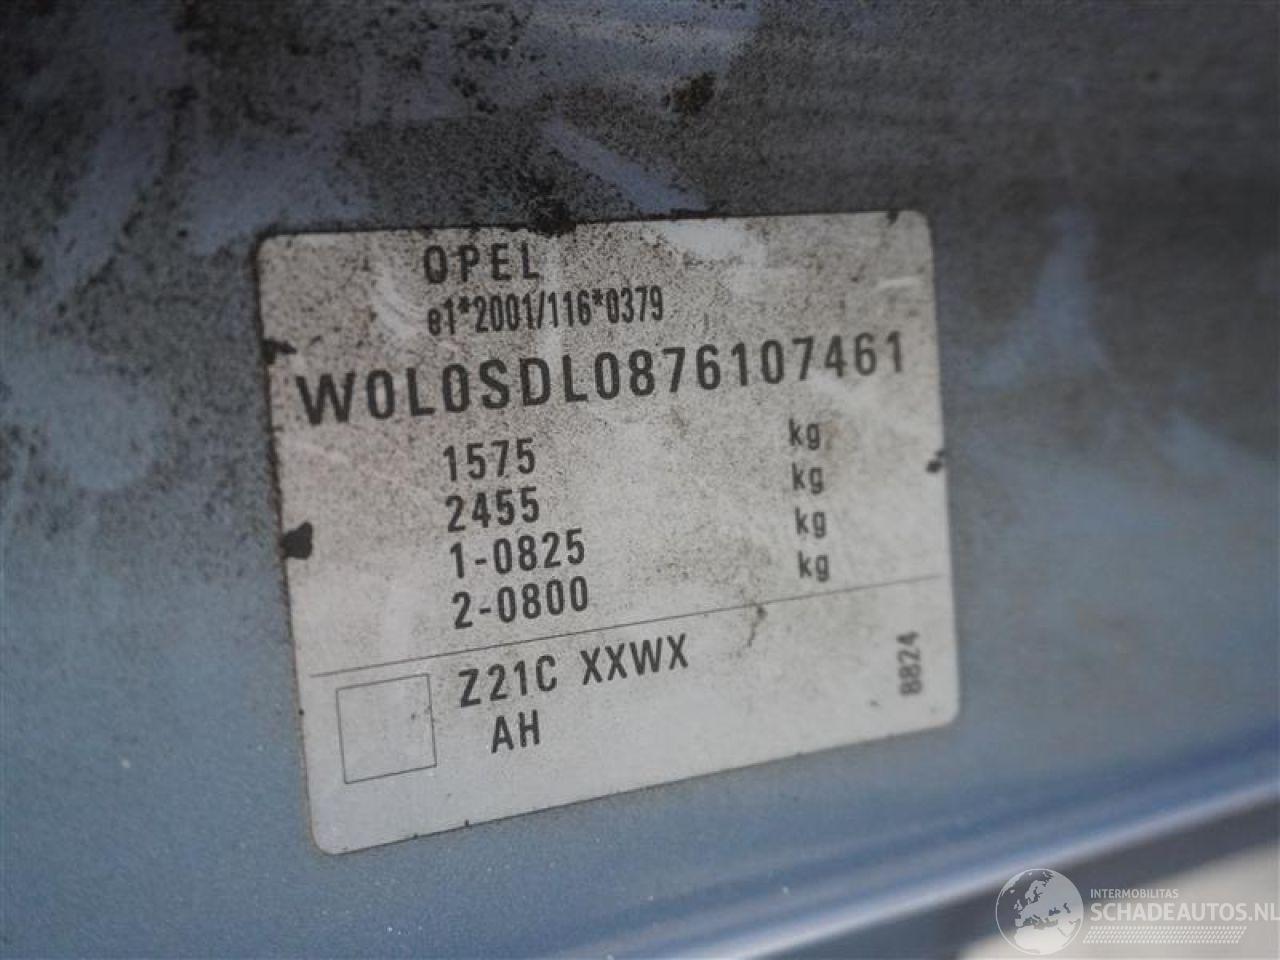 OPEL
e1*2001/116*0379
W0L0SDL0876107461
1575 kg
2455 kg
1-0825 kg
2-0800 kg
Z21C XXWX
AH
8824
INTERMOBILITAS
SCHADEAUTOS.NL